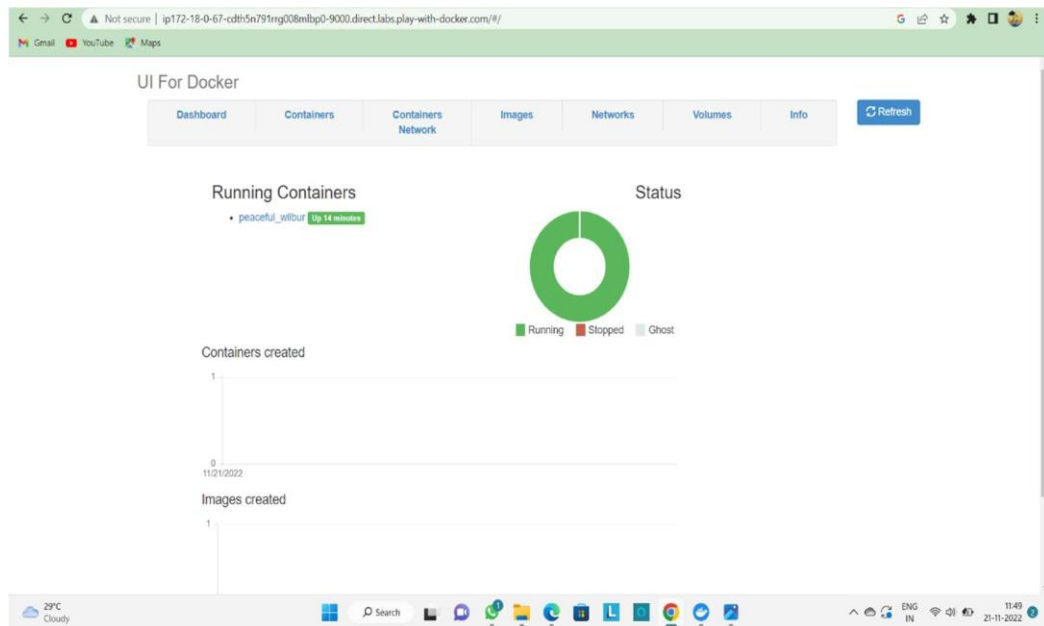 Not secure | ip172-18-0-67-cdth5n791rrg008mlbp0-9000.direct.labs.play-with-docker.com/#/
Gmail YouTube Maps
UI For Docker
Dashboard Containers Containers Network Images Networks Volumes Info Refresh
Running Containers
peaceful_wilbur Up 14 minutes
Status
Running Stopped Ghost
Containers created
1
0
11/21/2022
Images created
1
29°C
Cloudy
Search
ENG
IN
11:49
21-11-2022